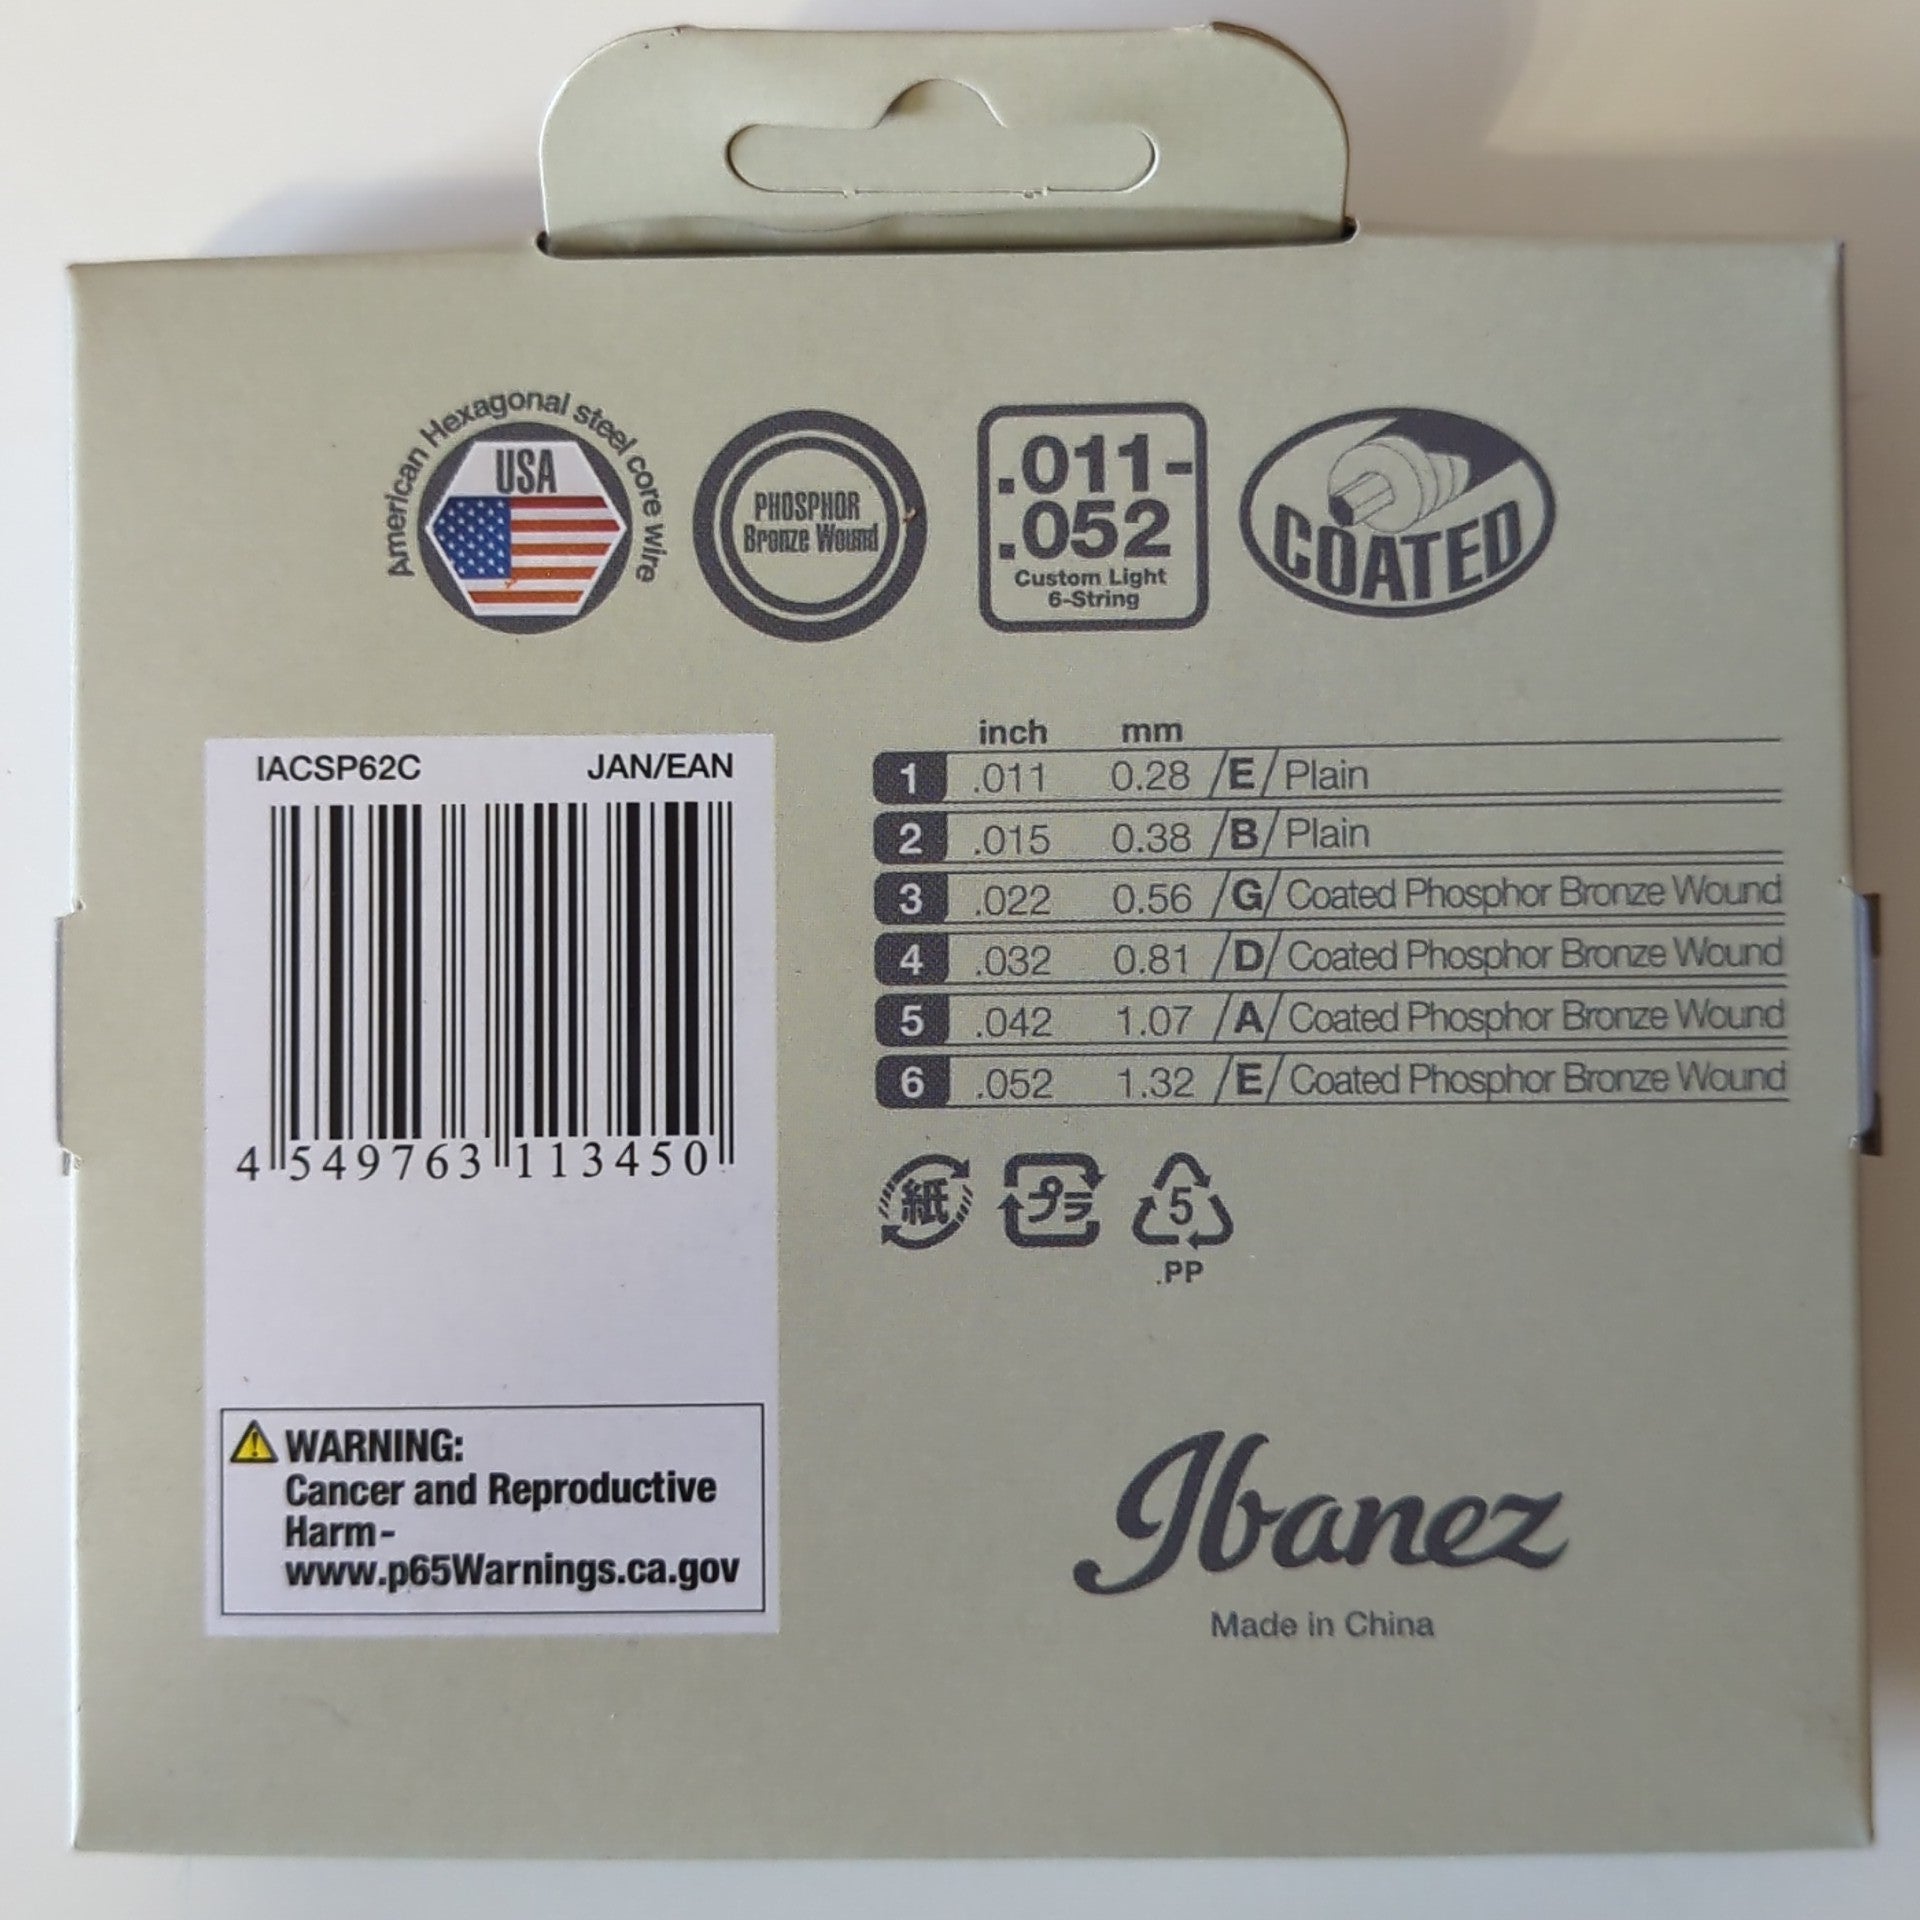 American Hexagonal steel core wire
USA
PHOSPHOR
Bronze Wound
.011-
.052
Custom Light
6-String
COATED
IACSP62C JAN/EAN
4 549763 113450
WARNING:
Cancer and Reproductive
Harm-
www.p65Warnings.ca.gov
inch mm
1 .011 0.28 /E/ Plain
2 .015 0.38 /B/ Plain
3 .022 0.56 /G/ Coated Phosphor Bronze Wound
4 .032 0.81 /D/ Coated Phosphor Bronze Wound
5 .042 1.07 /A/ Coated Phosphor Bronze Wound
6 .052 1.32 /E/ Coated Phosphor Bronze Wound
紙 プラ 5
.PP
Ibanez
Made in China